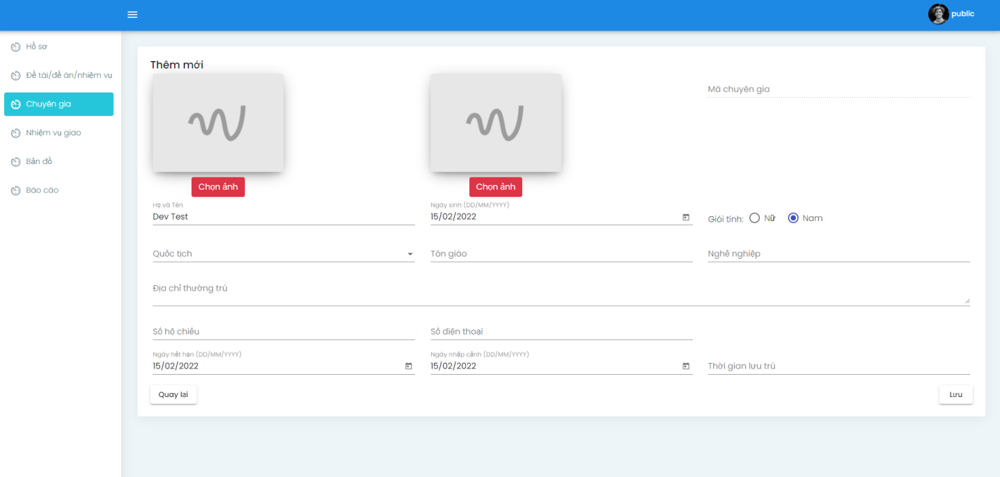 public
Hồ sơ
Đề tài/đề án/nhiệm vụ
Chuyên gia
Nhiệm vụ giao
Bản đồ
Báo cáo
Thêm mới
Mã chuyên gia
Chọn ảnh
Chọn ảnh
Họ và Tên
Dev Test
Ngày sinh (DD/MM/YYYY)
15/02/2022
Giới tính: Nữ Nam
Quốc tịch
Tôn giáo
Nghề nghiệp
Địa chỉ thường trú
Số hộ chiếu
Số điện thoại
Ngày hết hạn (DD/MM/YYYY)
15/02/2022
Ngày nhập cảnh (DD/MM/YYYY)
15/02/2022
Thời gian lưu trú
Quay lại
Lưu